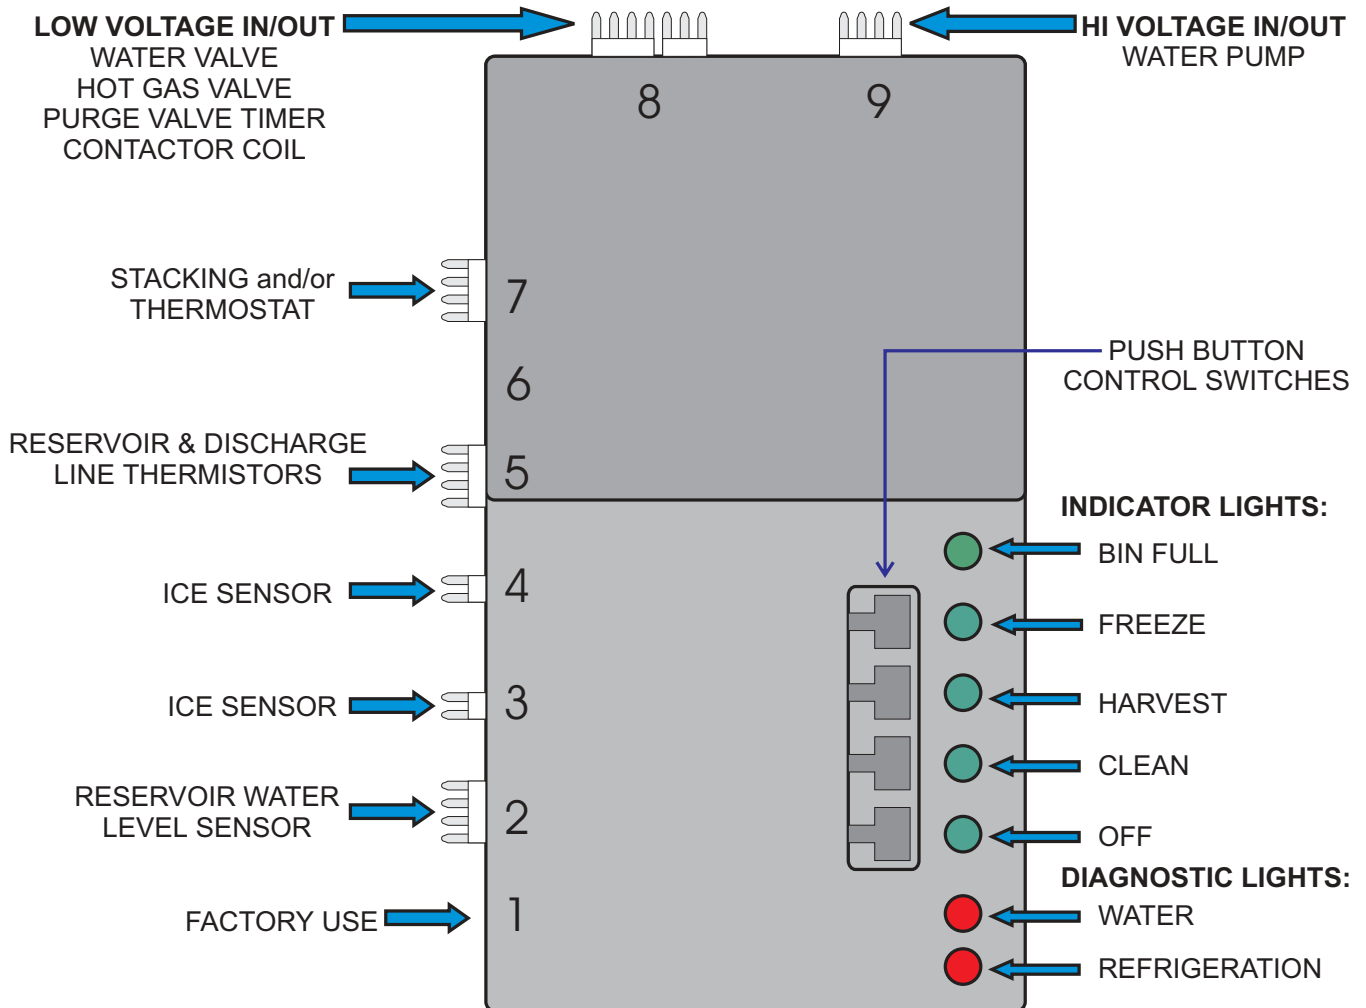 LOW VOLTAGE IN/OUT
WATER VALVE
HOT GAS VALVE
PURGE VALVE TIMER
CONTACTOR COIL
HI VOLTAGE IN/OUT
WATER PUMP
8
9
STACKING and/or
THERMOSTAT
7
PUSH BUTTON
CONTROL SWITCHES
6
RESERVOIR & DISCHARGE
LINE THERMISTORS
5
INDICATOR LIGHTS:
BIN FULL
ICE SENSOR
4
FREEZE
ICE SENSOR
3
HARVEST
CLEAN
RESERVOIR WATER
LEVEL SENSOR
2
OFF
DIAGNOSTIC LIGHTS:
FACTORY USE
1
WATER
REFRIGERATION